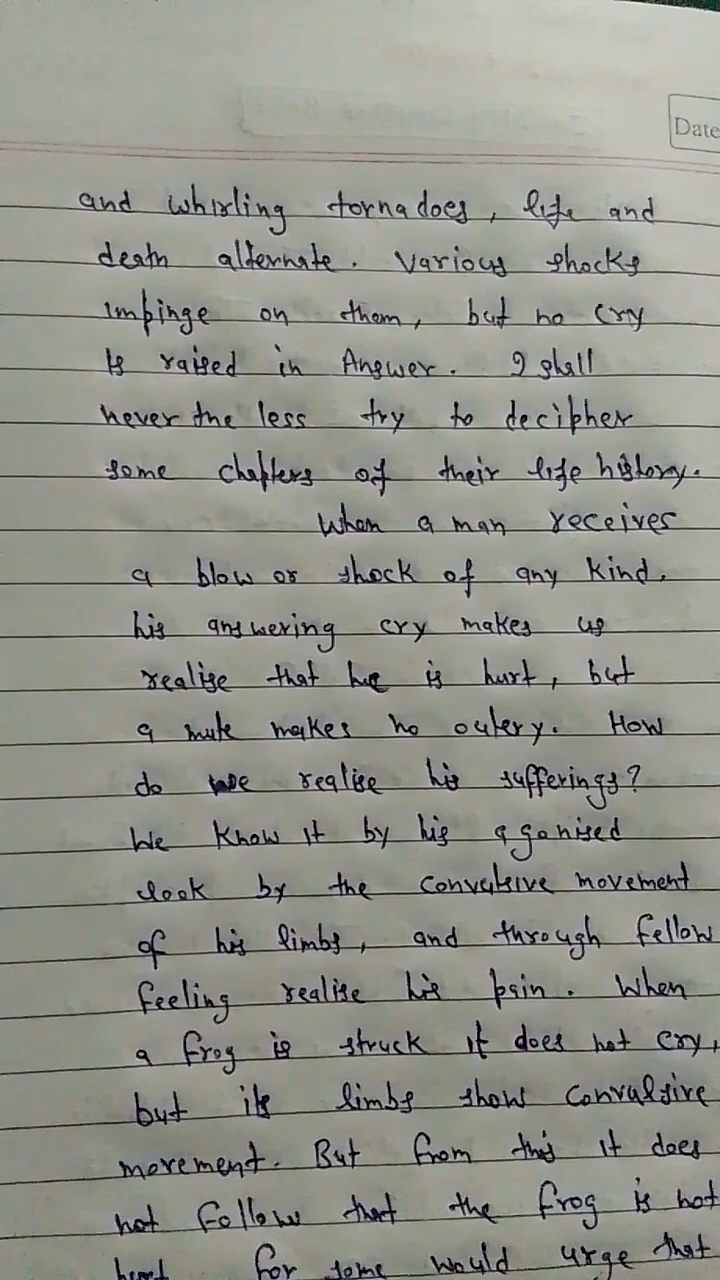 Date
and whirling tornadoes, life and
death alternate. Various shocks
impinge on them, but no cry
is raised in Answer. I shall
never the less try to decipher
some chapters of their life history.
When a man receives
a blow or shock of any kind.
his answering cry makes us
realise that he is hurt, but
a mute makes no outery. How
do we realise his sufferings?
We know it by his agonised
look by the convulsive movement
of his limbs, and through fellow
feeling realise his pain. When
a frog is struck it does not cry,
but its limbs show convulsive
movement. But from this it does
not follow that the frog is not
hurt for some would urge that